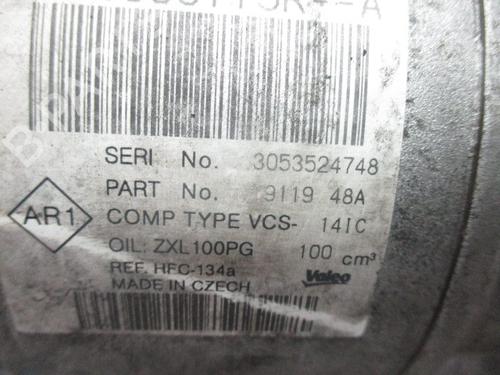 SERI No. 3053524748
PART No. 9119 48A
AR1
COMP TYPE VCS- 14IC
OIL: ZXL100PG 100 cm³
REF. HFC-134a
Valeo
MADE IN CZECH